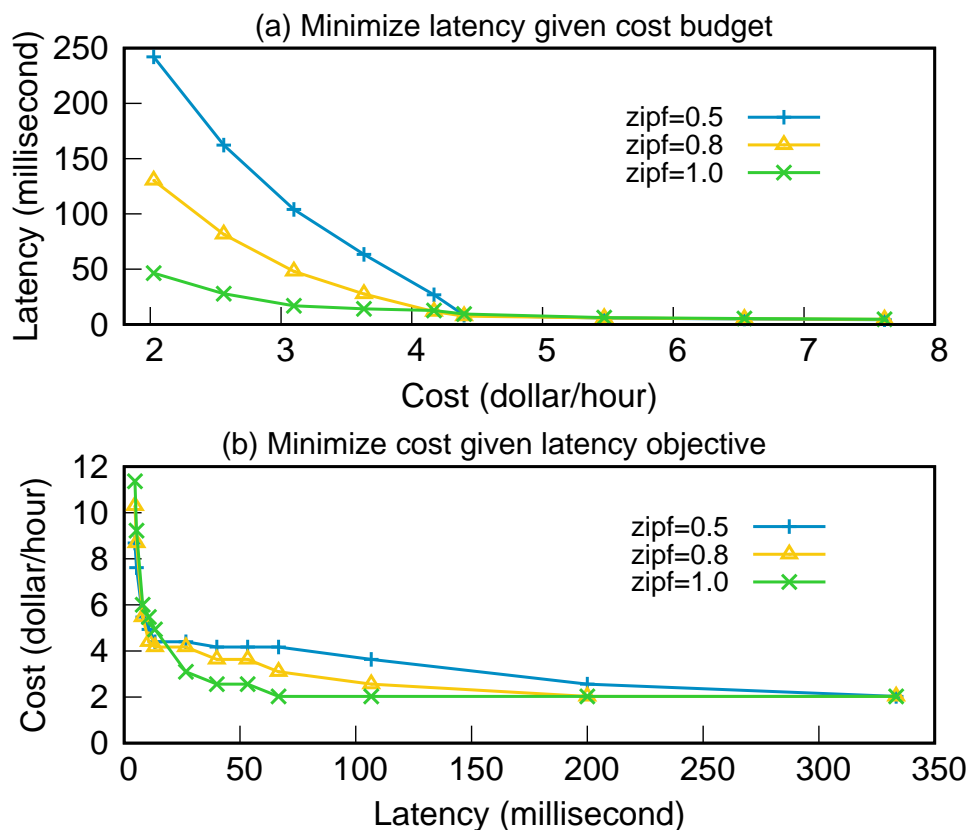 (a) Minimize latency given cost budget
Latency (millisecond)
250
200
150
100
50
0
zipf=0.5
zipf=0.8
zipf=1.0
2 3 4 5 6 7 8
Cost (dollar/hour)
(b) Minimize cost given latency objective
Cost (dollar/hour)
12
10
8
6
4
2
0
zipf=0.5
zipf=0.8
zipf=1.0
0 50 100 150 200 250 300 350
Latency (millisecond)